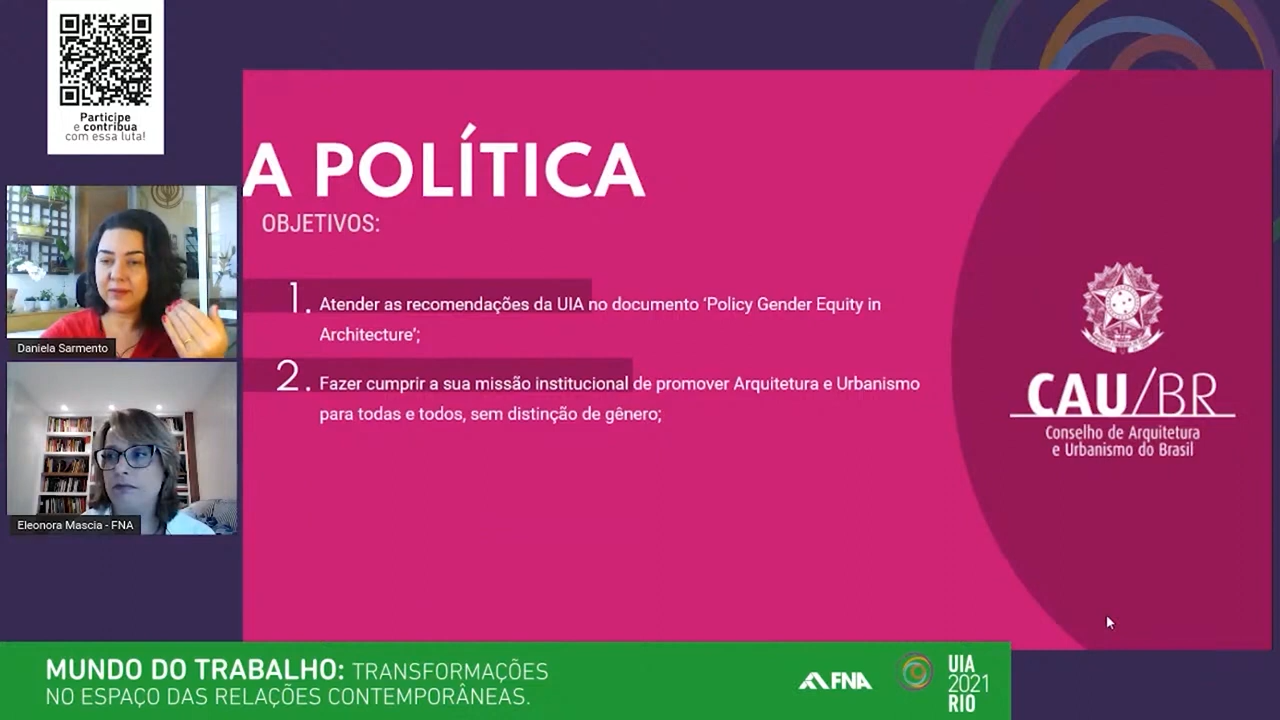 Participe
e contribua
com essa luta!
A POLÍTICA
OBJETIVOS:
1. Atender as recomendações da UIA no documento ‘Policy Gender Equity in
Architecture’;
2. Fazer cumprir a sua missão institucional de promover Arquitetura e Urbanismo
para todas e todos, sem distinção de gênero;
CAU/BR
Conselho de Arquitetura
e Urbanismo do Brasil
Daniela Sarmento
Eleonora Mascia - FNA
MUNDO DO TRABALHO: TRANSFORMAÇÕES
NO ESPAÇO DAS RELAÇÕES CONTEMPORÂNEAS.
FNA
UIA
2021
RIO